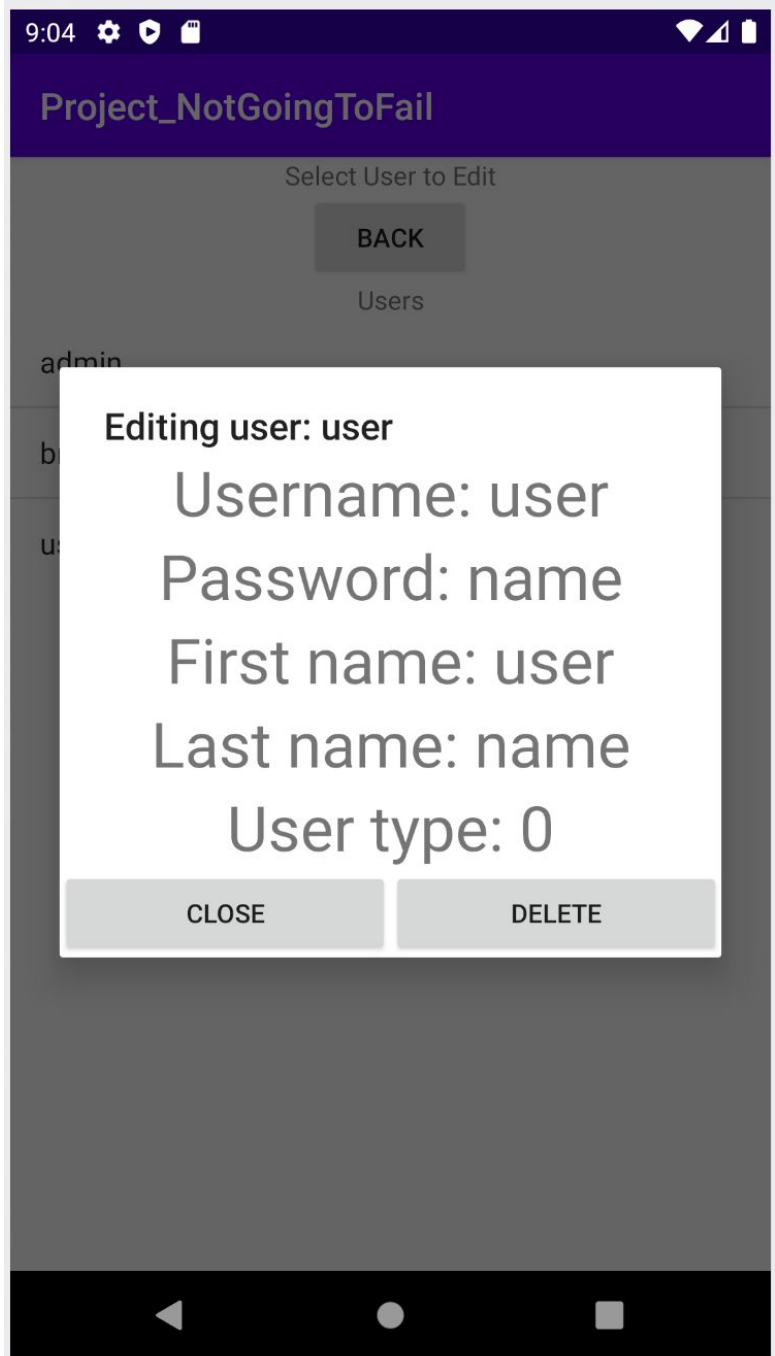 9:04
Project_NotGoingToFail
Select User to Edit
BACK
Users
admin
Editing user: user
Username: user
Password: name
First name: user
Last name: name
User type: 0
CLOSE
DELETE